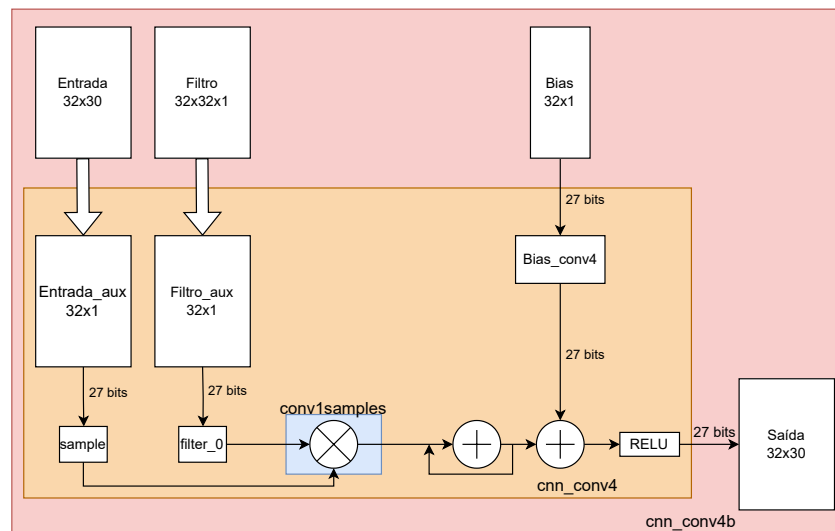 Entrada
32x30
Filtro
32x32x1
Bias
32x1
27 bits
Entrada_aux
32x1
Filtro_aux
32x1
Bias_conv4
27 bits
27 bits
27 bits
sample
filter_0
conv1samples
RELU
27 bits
Saída
32x30
cnn_conv4
cnn_conv4b